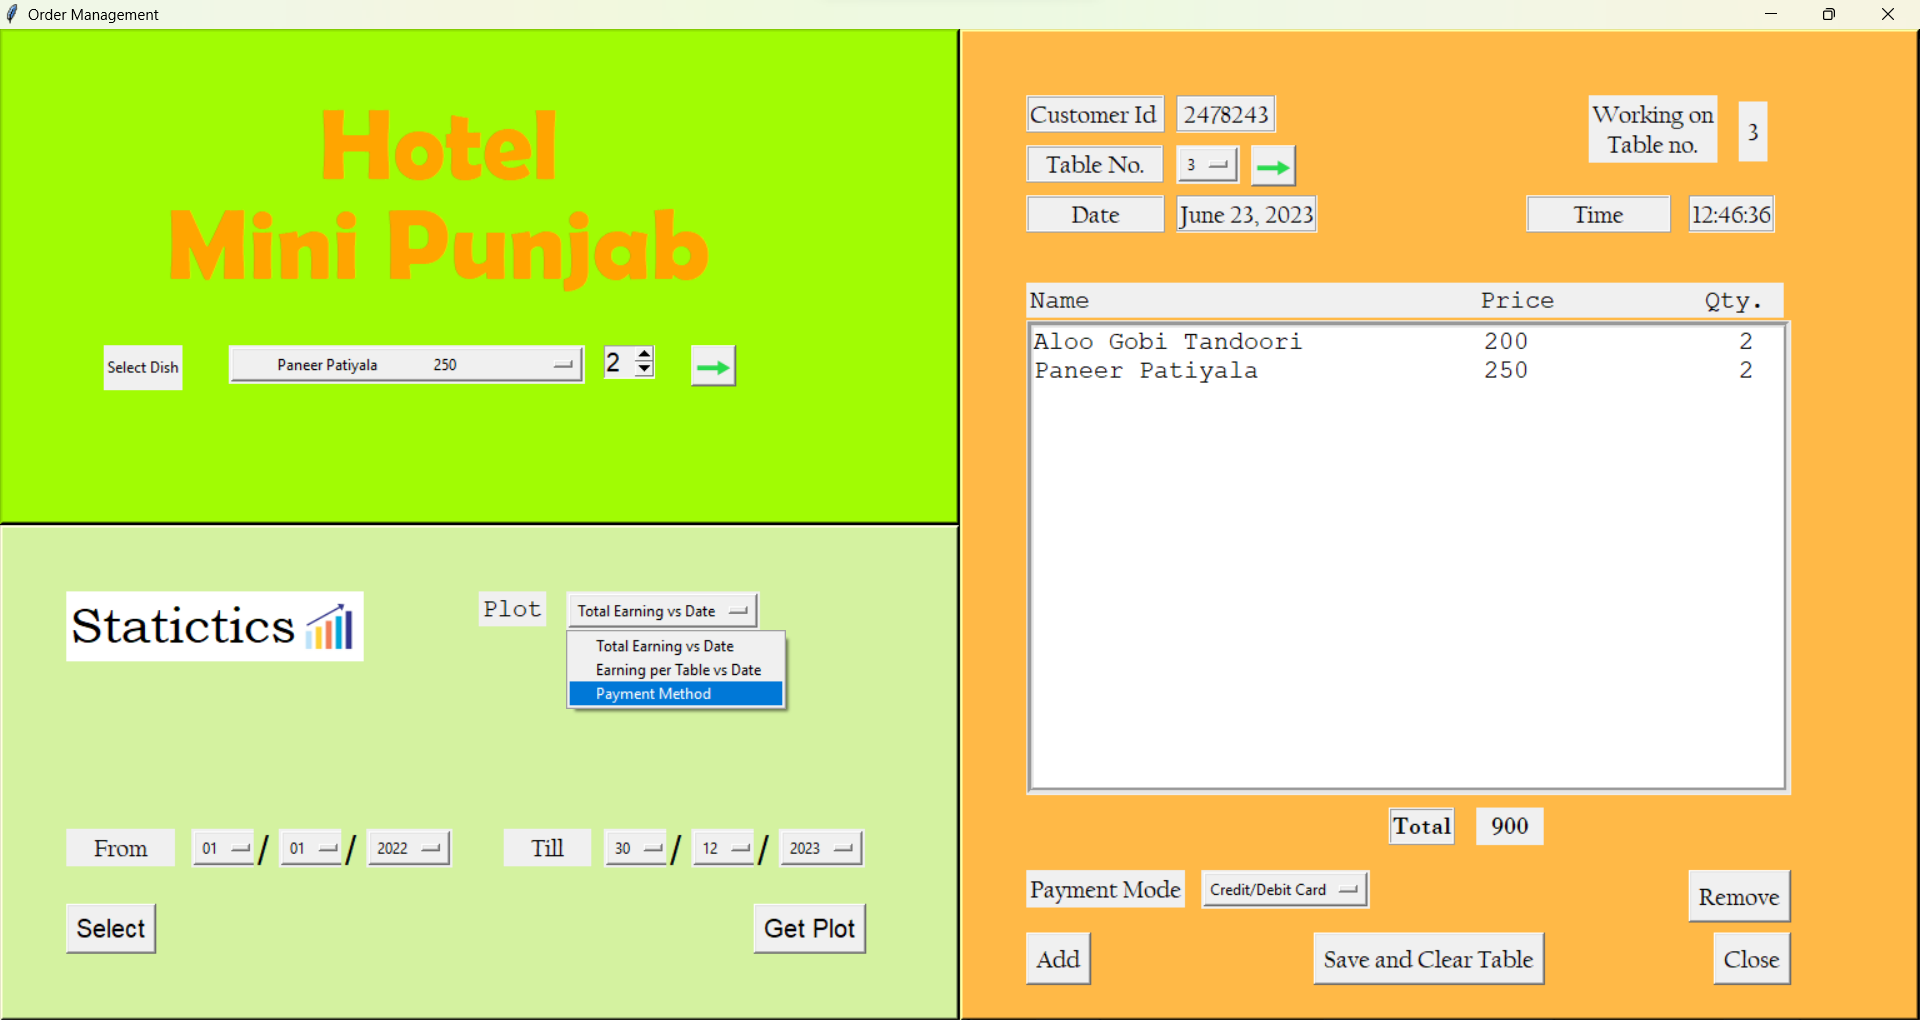 Order Management
Hotel
Mini Punjab
Select Dish
Paneer Patiyala 250
2
Statictics
Plot
Total Earning vs Date
Total Earning vs Date
Earning per Table vs Date
Payment Method
From 01 / 01 / 2022
Till 30 / 12 / 2023
Select
Get Plot
Customer Id 2478243
Table No. 3
Date June 23, 2023
Working on
Table no.
3
Time 12:46:36
Name Price Qty.
Aloo Gobi Tandoori 200 2
Paneer Patiyala 250 2
Total 900
Payment Mode Credit/Debit Card
Remove
Add
Save and Clear Table
Close